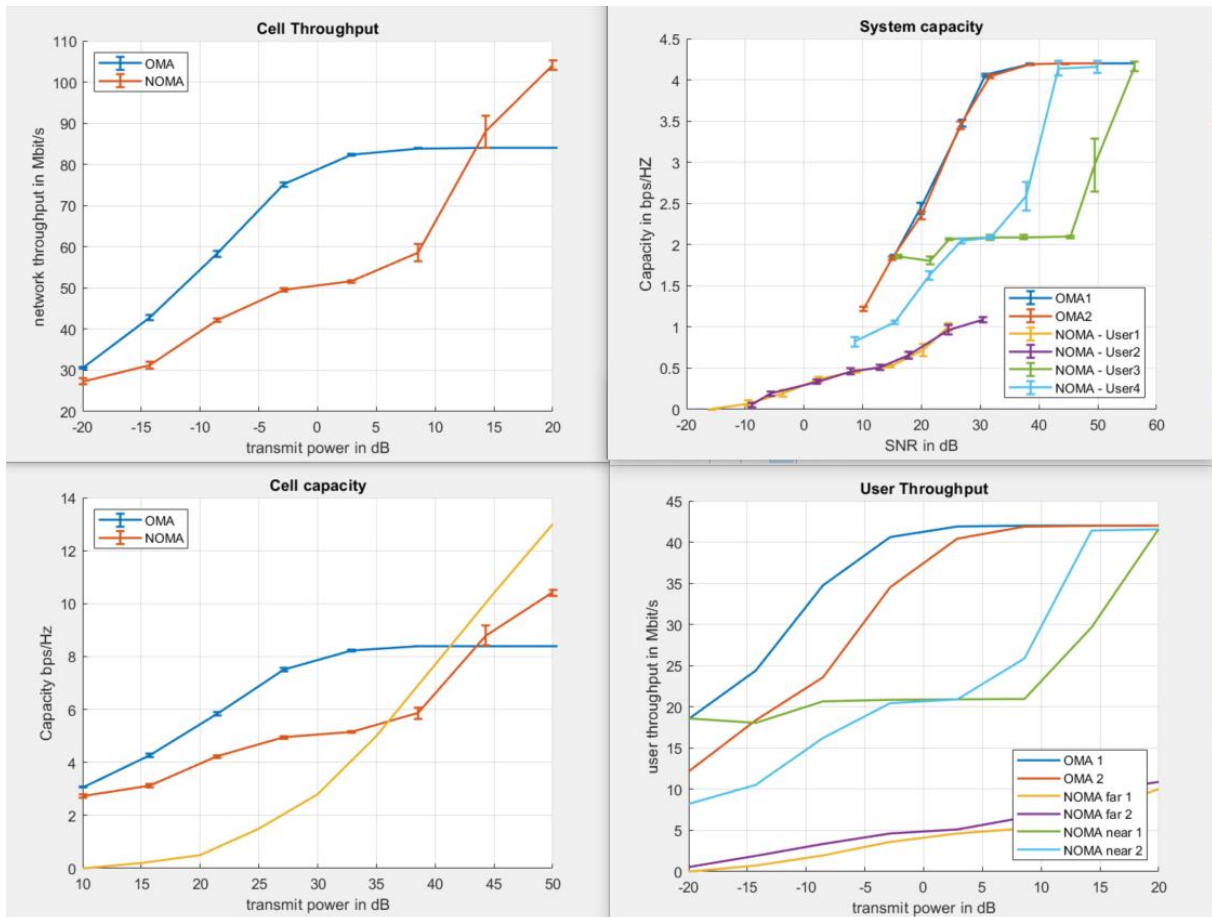 Cell Throughput
110
100
90
80
70
60
50
40
30
20
network throughput in Mbit/s
OMA
NOMA
-20 -15 -10 -5 0 5 10 15 20
transmit power in dB
System capacity
4.5
4
3.5
3
2.5
2
1.5
1
0.5
0
Capacity in bps/HZ
OMA1
OMA2
NOMA - User1
NOMA - User2
NOMA - User3
NOMA - User4
-20 -10 0 10 20 30 40 50 60
SNR in dB
Cell capacity
14
12
10
8
6
4
2
0
Capacity bps/Hz
OMA
NOMA
10 15 20 25 30 35 40 45 50
transmit power in dB
User Throughput
45
40
35
30
25
20
15
10
5
0
user throughput in Mbit/s
OMA 1
OMA 2
NOMA far 1
NOMA far 2
NOMA near 1
NOMA near 2
-20 -15 -10 -5 0 5 10 15 20
transmit power in dB